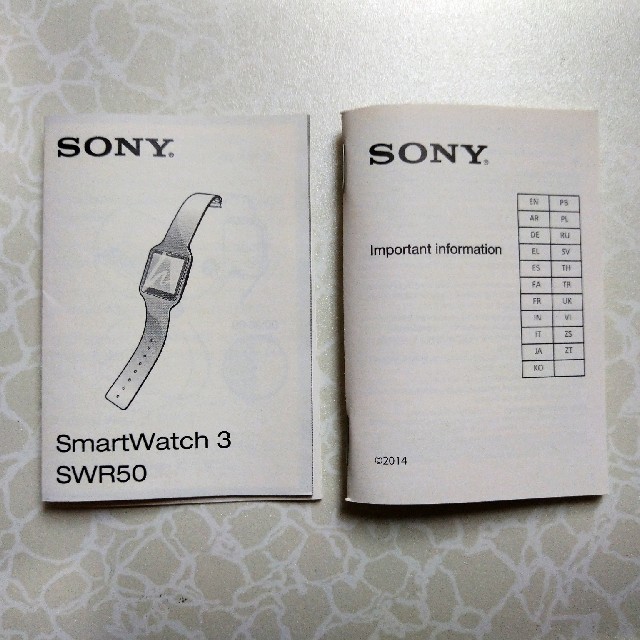 SONY®
SmartWatch 3
SWR50
SONY®
Important information
EN PS
AR PL
DE RU
EL SV
ES TH
FA TR
FR UK
IN VI
IT ZS
JA ZT
KO
©2014